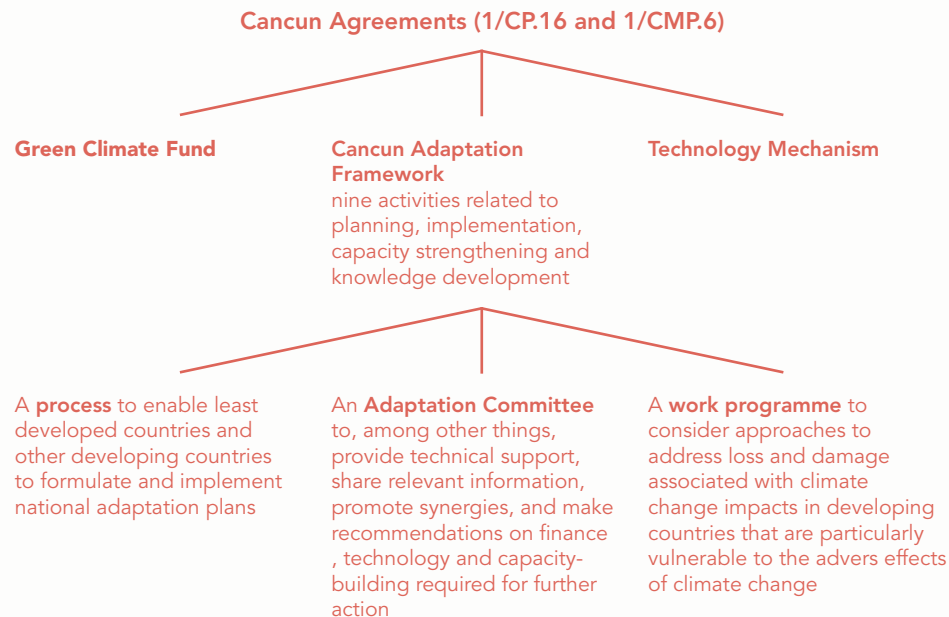 Cancun Agreements (1/CP.16 and 1/CMP.6)
Green Climate Fund
Cancun Adaptation
Framework
nine activities related to
planning, implementation,
capacity strengthening and
knowledge development
Technology Mechanism
A process to enable least
developed countries and
other developing countries
to formulate and implement
national adaptation plans
An Adaptation Committee
to, among other things,
provide technical support,
share relevant information,
promote synergies, and make
recommendations on finance
, technology and capacity-
building required for further
action
A work programme to
consider approaches to
address loss and damage
associated with climate
change impacts in developing
countries that are particularly
vulnerable to the advers effects
of climate change